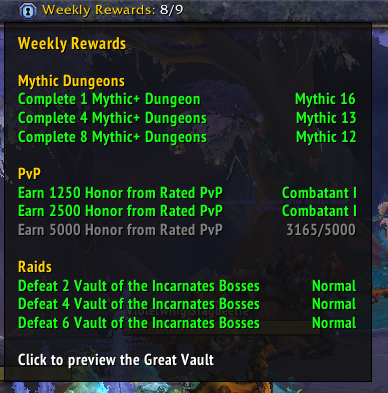 Weekly Rewards: 8/9
Weekly Rewards
Mythic Dungeons
Complete 1 Mythic+ Dungeon Mythic 16
Complete 4 Mythic+ Dungeons Mythic 13
Complete 8 Mythic+ Dungeons Mythic 12
PvP
Earn 1250 Honor from Rated PvP Combatant I
Earn 2500 Honor from Rated PvP Combatant I
Earn 5000 Honor from Rated PvP 3165/5000
Raids
Defeat 2 Vault of the Incarnates Bosses Normal
Defeat 4 Vault of the Incarnates Bosses Normal
Defeat 6 Vault of the Incarnates Bosses Normal
Click to preview the Great Vault